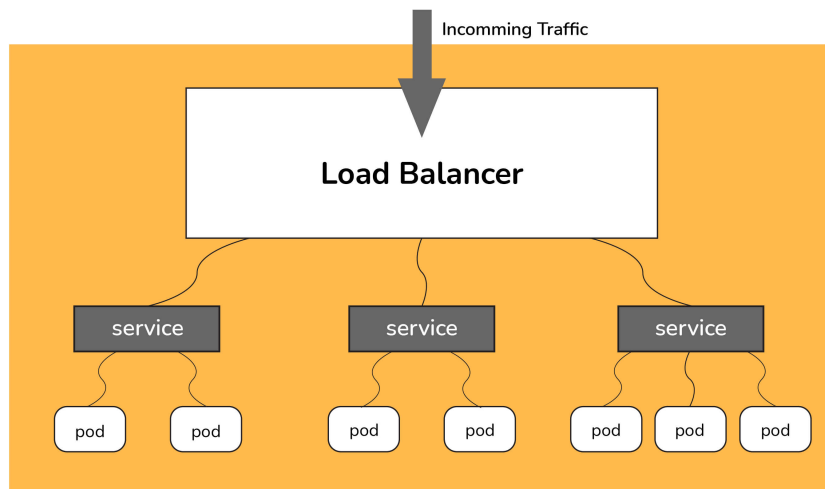 Incomming Traffic
Load Balancer
service
service
service
pod
pod
pod
pod
pod
pod
pod